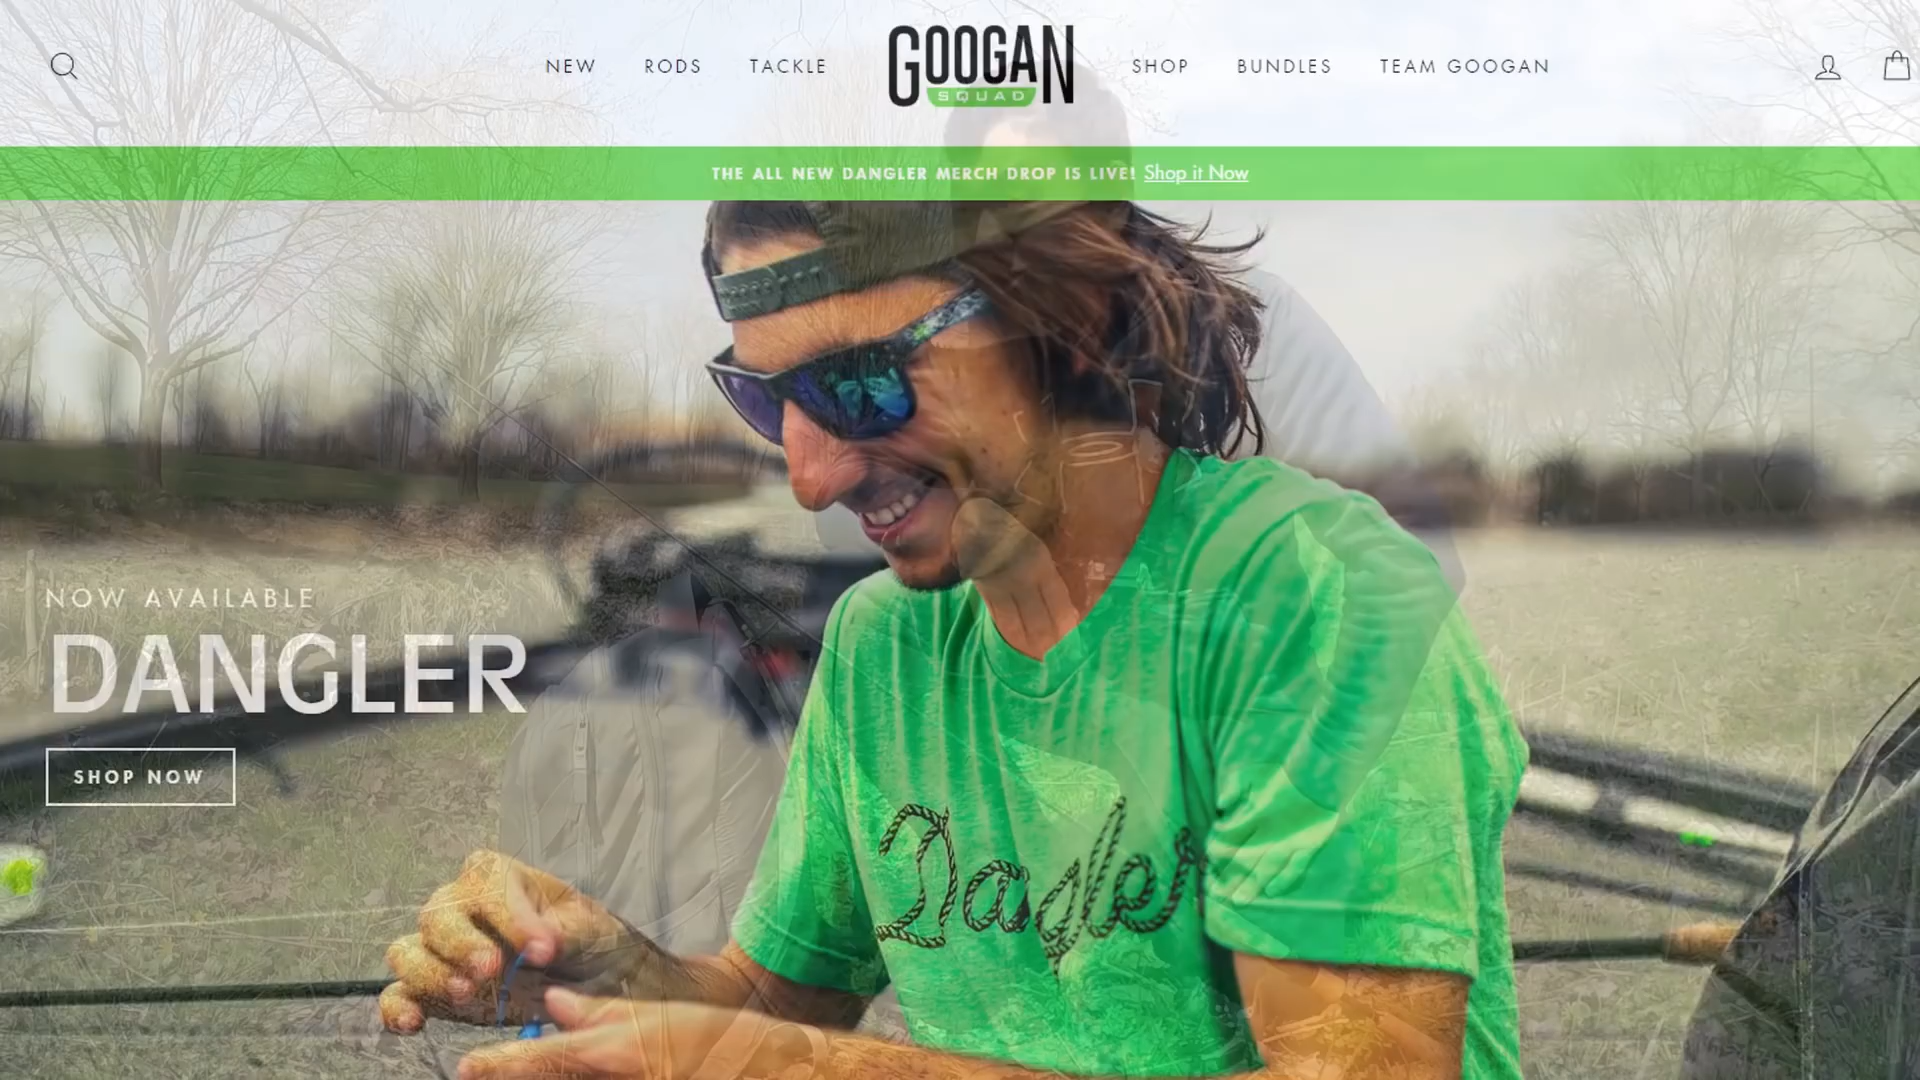 NEW RODS TACKLE GOOGAN SHOP BUNDLES TEAM GOOGAN
SQUAD
THE ALL NEW DANGLER MERCH DROP IS LIVE! Shop it Now
NOW AVAILABLE
DANGLER
SHOP NOW
Dangler